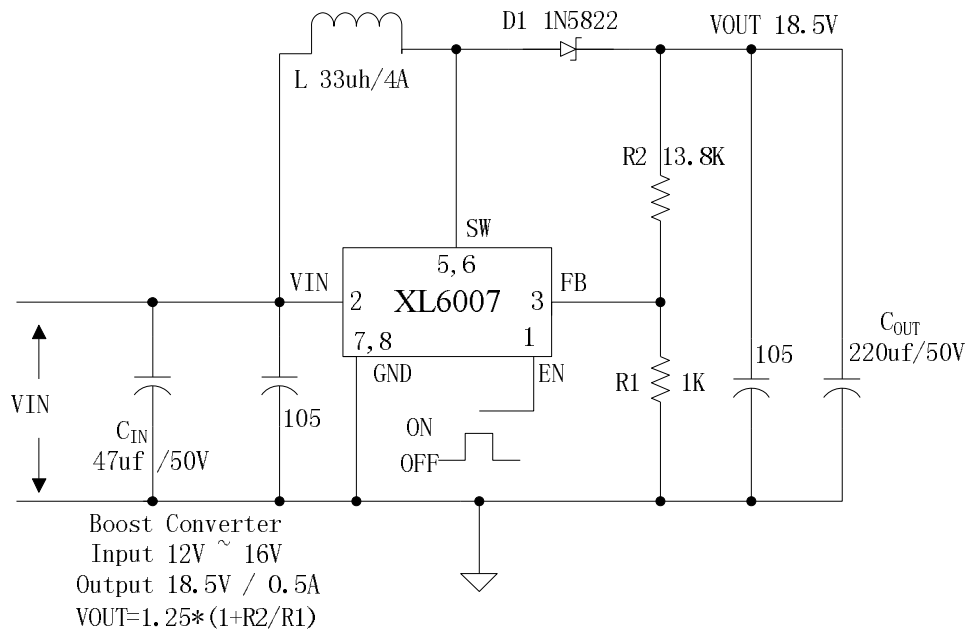 D1 1N5822
VOUT 18.5V
L 33uh/4A
R2 13.8K
SW
5,6
VIN
2
XL6007
3
FB
7,8
1
GND
EN
COUT
220uf/50V
105
R1 1K
VIN
105
ON
OFF
CIN
47uf /50V
Boost Converter
Input 12V ~ 16V
Output 18.5V / 0.5A
VOUT=1.25*(1+R2/R1)